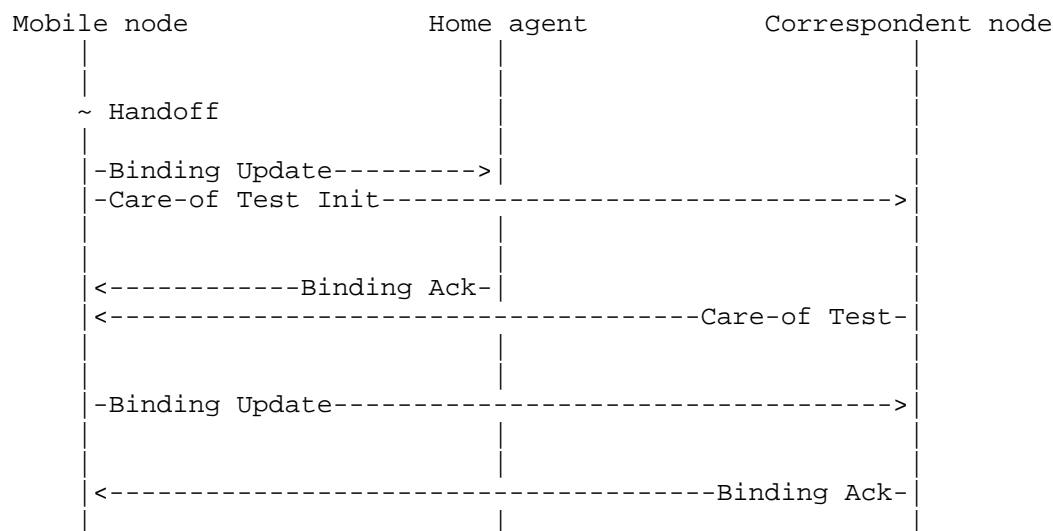 Mobile node Home agent Correspondent node
~ Handoff
-Binding Update--------->
-Care-of Test Init--------------------------------->
<------------Binding Ack-
<--------------------------------------Care-of Test-
-Binding Update------------------------------------>
<---------------------------------------Binding Ack-